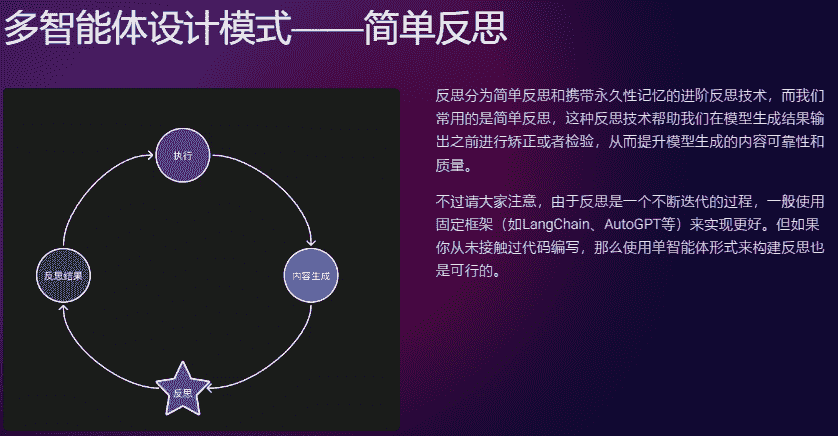 多智能体设计模式——简单反思
执行
反思结果
内容生成
反思
反思分为简单反思和携带永久性记忆的进阶反思技术，而我们
常用的是简单反思，这种反思技术帮助我们在模型生成结果输
出之前进行矫正或者检验，从而提升模型生成的内容可靠性和
质量。
不过请大家注意，由于反思是一个不断迭代的过程，一般使用
固定框架（如LangChain、AutoGPT等）来实现更好。但如果
你从未接触过代码编写，那么使用单智能体形式来构建反思也
是可行的。